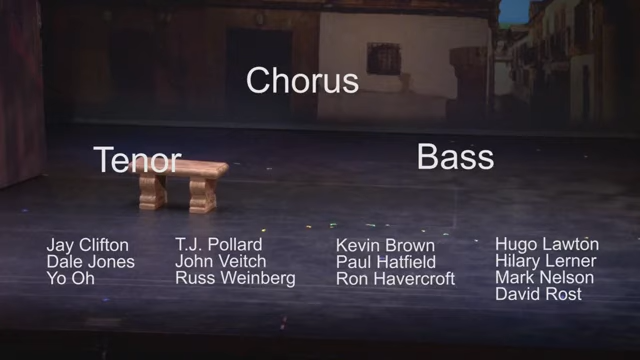 Chorus
Tenor
Bass
Jay Clifton
Dale Jones
Yo Oh
T.J. Pollard
John Veitch
Russ Weinberg
Kevin Brown
Paul Hatfield
Ron Havercroft
Hugo Lawton
Hilary Lerner
Mark Nelson
David Rost